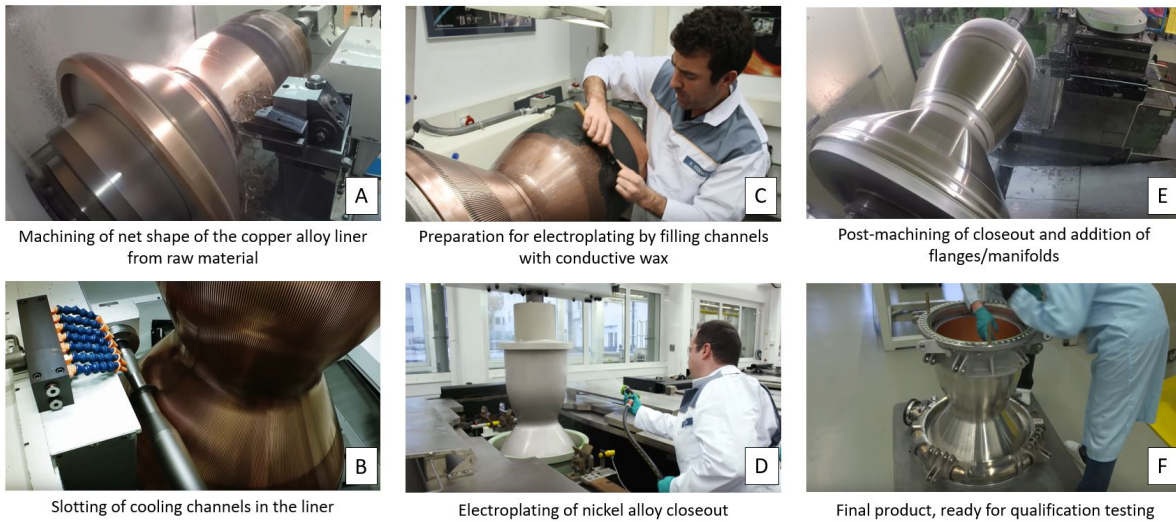 A
Machining of net shape of the copper alloy liner
from raw material
B
Slotting of cooling channels in the liner
C
Preparation for electroplating by filling channels
with conductive wax
D
Electroplating of nickel alloy closeout
E
Post-machining of closeout and addition of
flanges/manifolds
F
Final product, ready for qualification testing